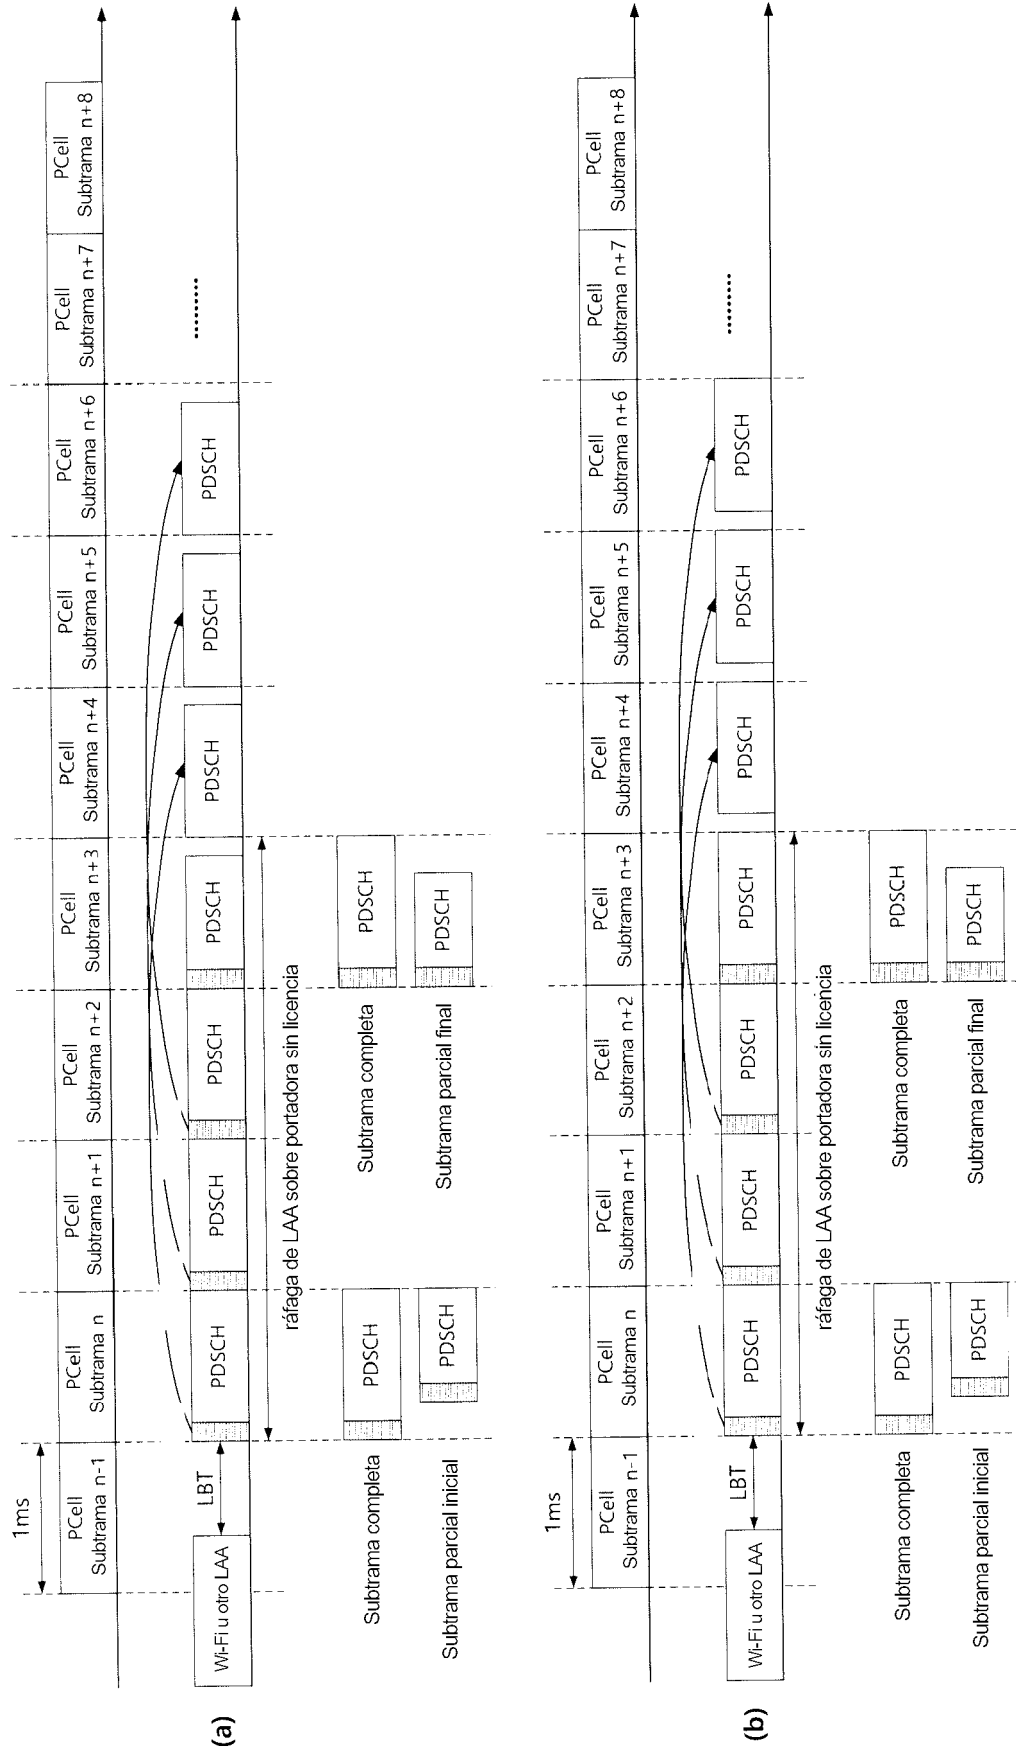 (a)
1ms
PCell
Subtrama n-1
PCell
Subtrama n
PCell
Subtrama n+1
PCell
Subtrama n+2
PCell
Subtrama n+3
PCell
Subtrama n+4
PCell
Subtrama n+5
PCell
Subtrama n+6
PCell
Subtrama n+7
PCell
Subtrama n+8
Wi-Fi u otro LAA
LBT
PDSCH
PDSCH
PDSCH
PDSCH
PDSCH
PDSCH
PDSCH
.........
ráfaga de LAA sobre portadora sin licencia
Subtrama completa
PDSCH
Subtrama completa
PDSCH
Subtrama parcial inicial
PDSCH
Subtrama parcial final
PDSCH
(b)
1ms
PCell
Subtrama n-1
PCell
Subtrama n
PCell
Subtrama n+1
PCell
Subtrama n+2
PCell
Subtrama n+3
PCell
Subtrama n+4
PCell
Subtrama n+5
PCell
Subtrama n+6
PCell
Subtrama n+7
PCell
Subtrama n+8
Wi-Fi u otro LAA
LBT
PDSCH
PDSCH
PDSCH
PDSCH
PDSCH
PDSCH
PDSCH
.........
ráfaga de LAA sobre portadora sin licencia
Subtrama completa
PDSCH
Subtrama completa
PDSCH
Subtrama parcial inicial
PDSCH
Subtrama parcial final
PDSCH